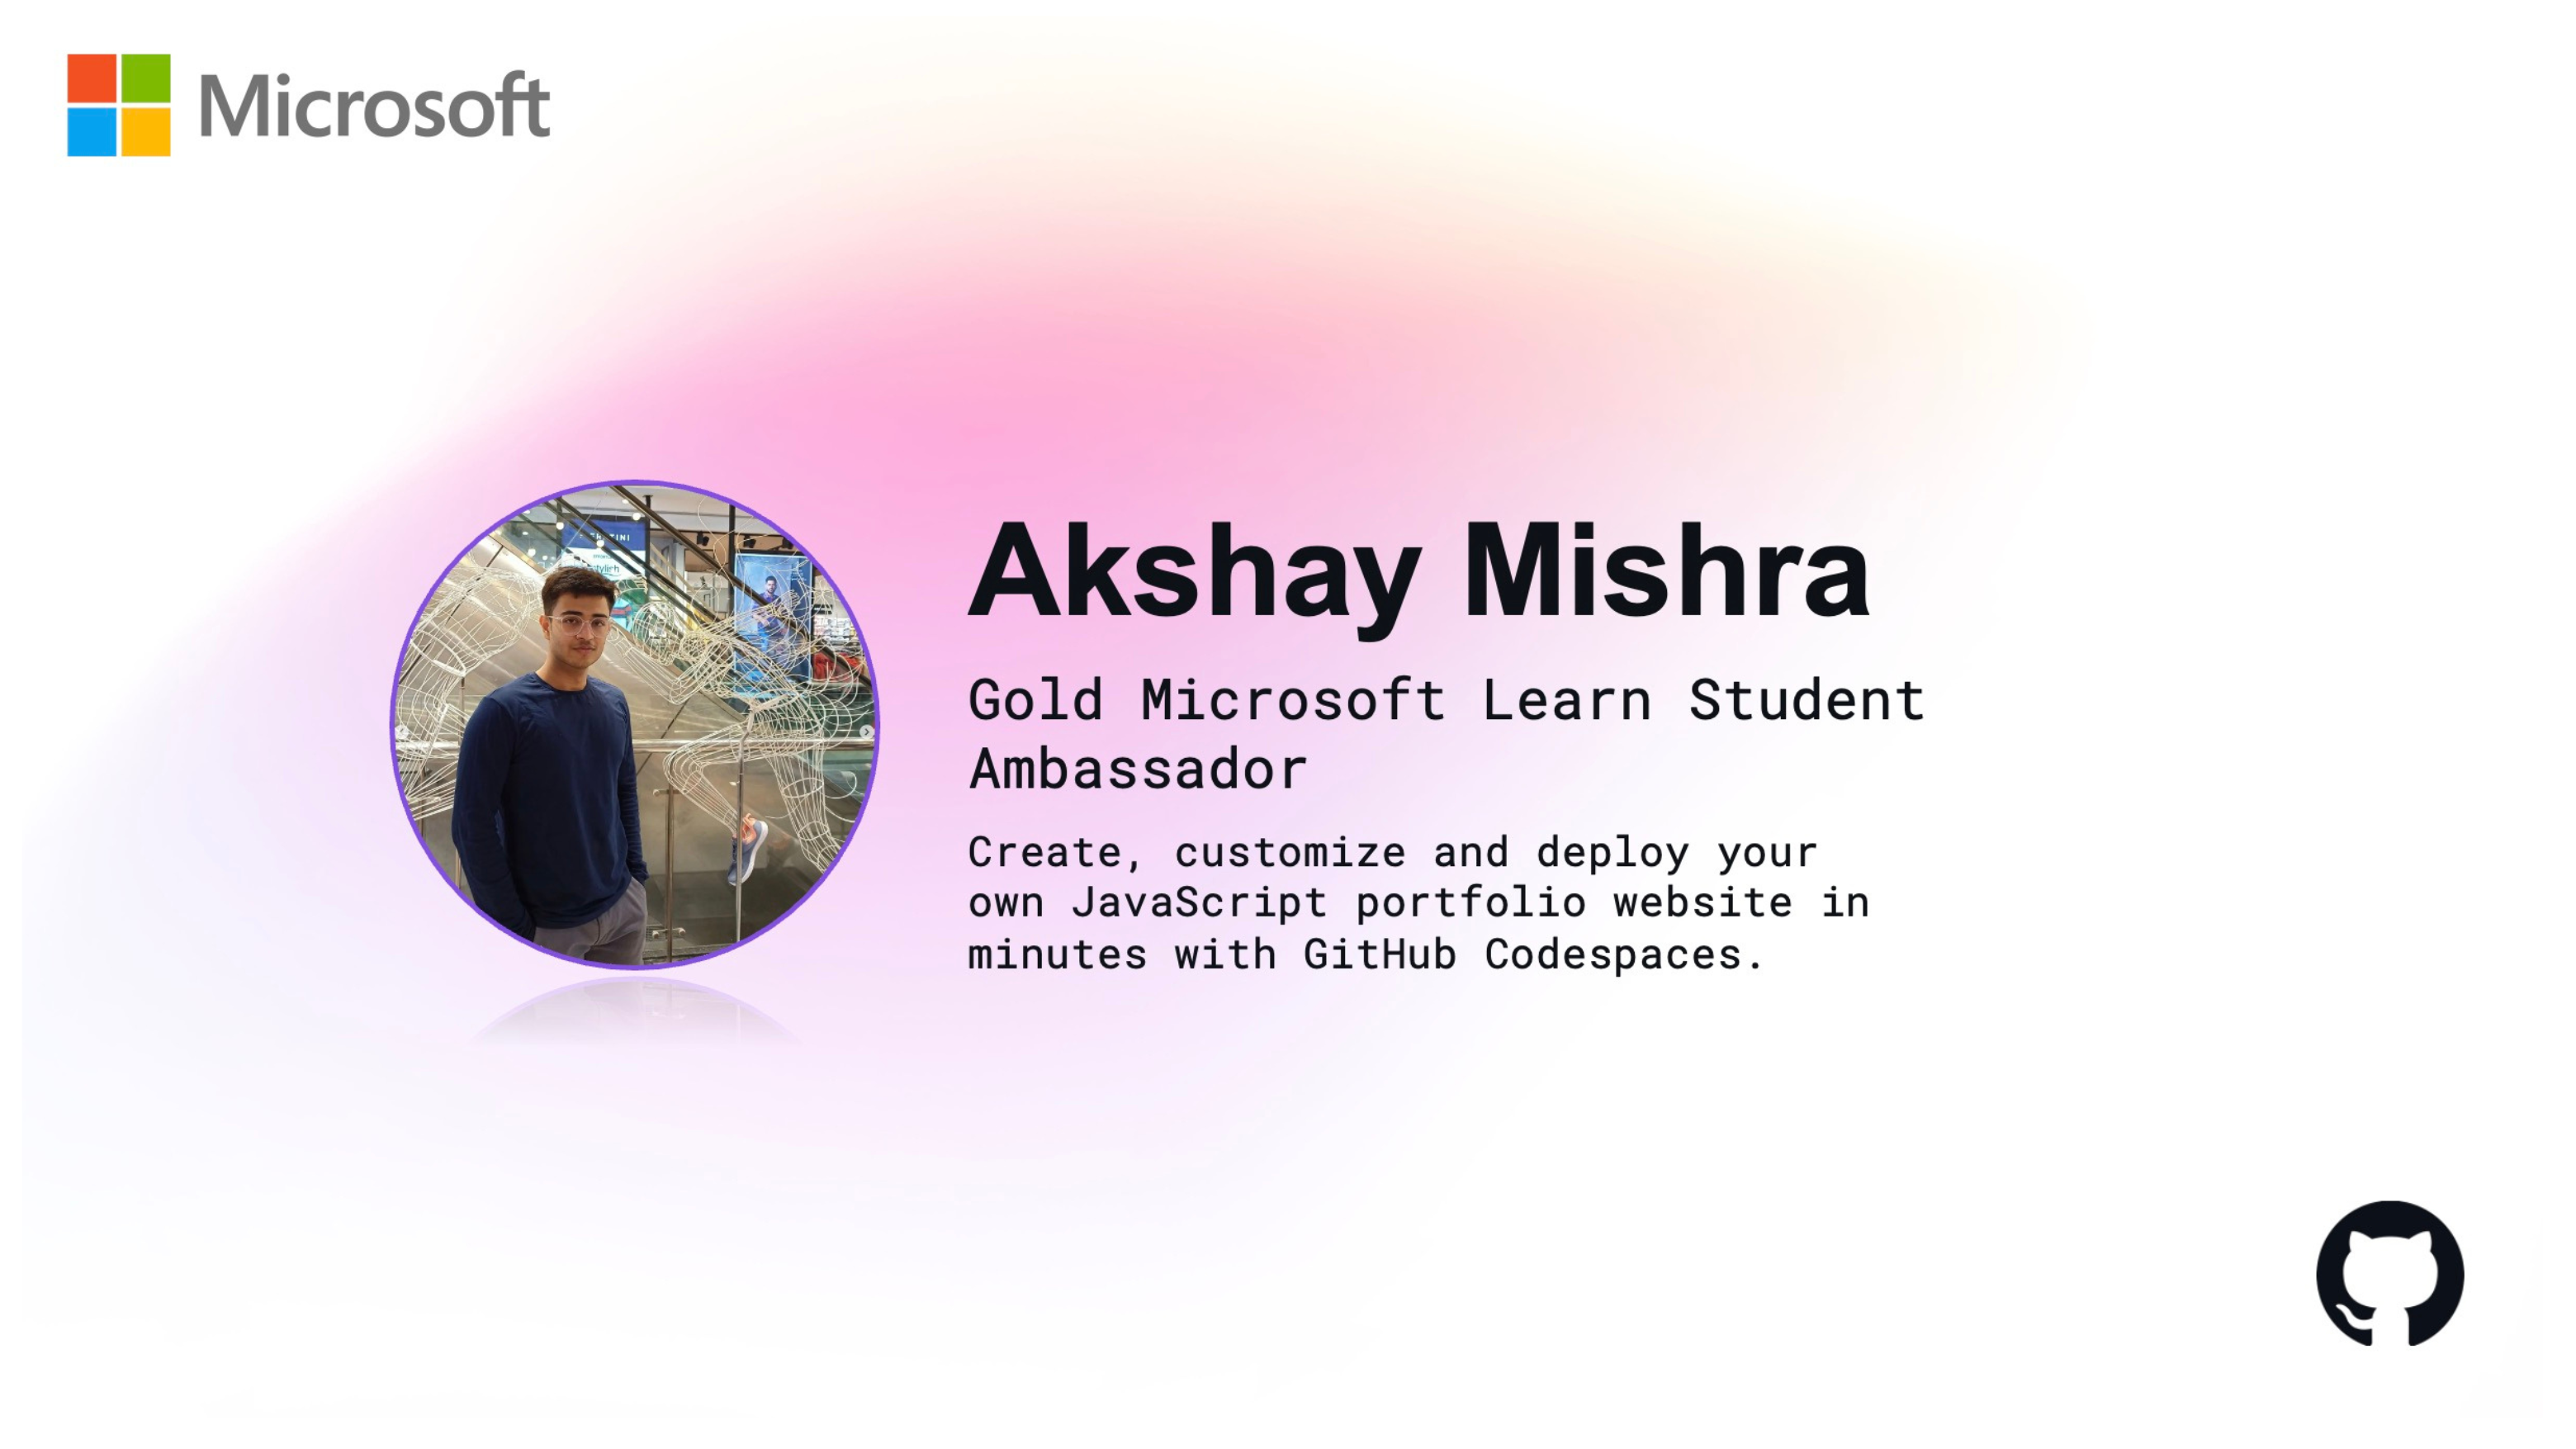 Microsoft
Akshay Mishra
Gold Microsoft Learn Student
Ambassador
Create, customize and deploy your
own JavaScript portfolio website in
minutes with GitHub Codespaces.